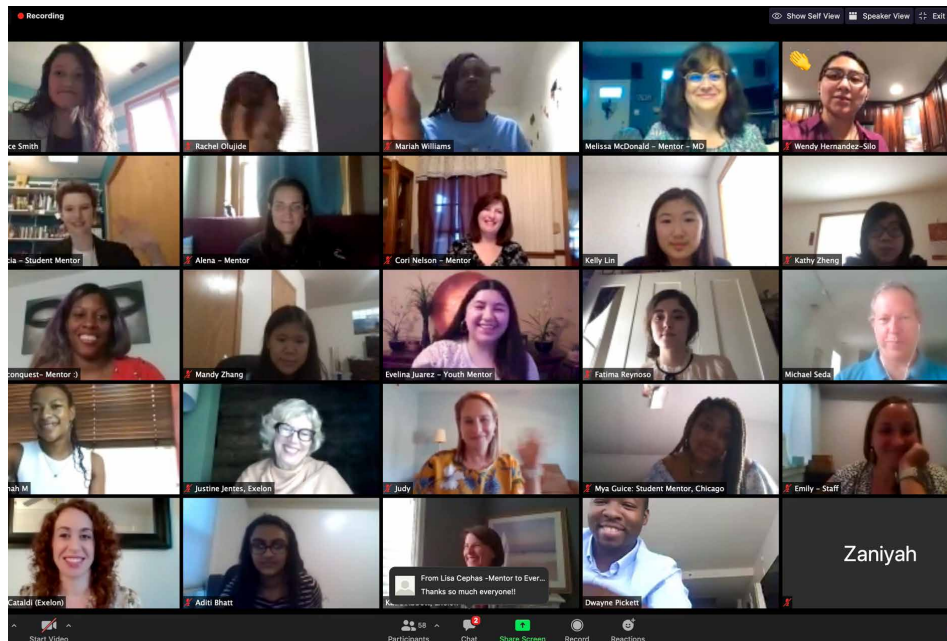 Recording
Show Self View
Speaker View
Exit
ce Smith
Rachel Olujide
Mariah Williams
Melissa McDonald - Mentor - MD
Wendy Hernandez-Silo
cia - Student Mentor
Alena - Mentor
Cori Nelson - Mentor
Kelly Lin
Kathy Zheng
conquest- Mentor :)
Mandy Zhang
Evelina Juarez - Youth Mentor
Fatima Reynoso
Michael Seda
nah M
Justine Jentes, Exelon
Judy
Mya Guice: Student Mentor, Chicago
Emily - Staff
Cataldi (Exelon)
Aditi Bhatt
From Lisa Cephas -Mentor to Ever...
Thanks so much everyone!!
Dwayne Pickett
Zaniyah
Start Video
58
Participants
2
Chat
Share Screen
Record
Reactions